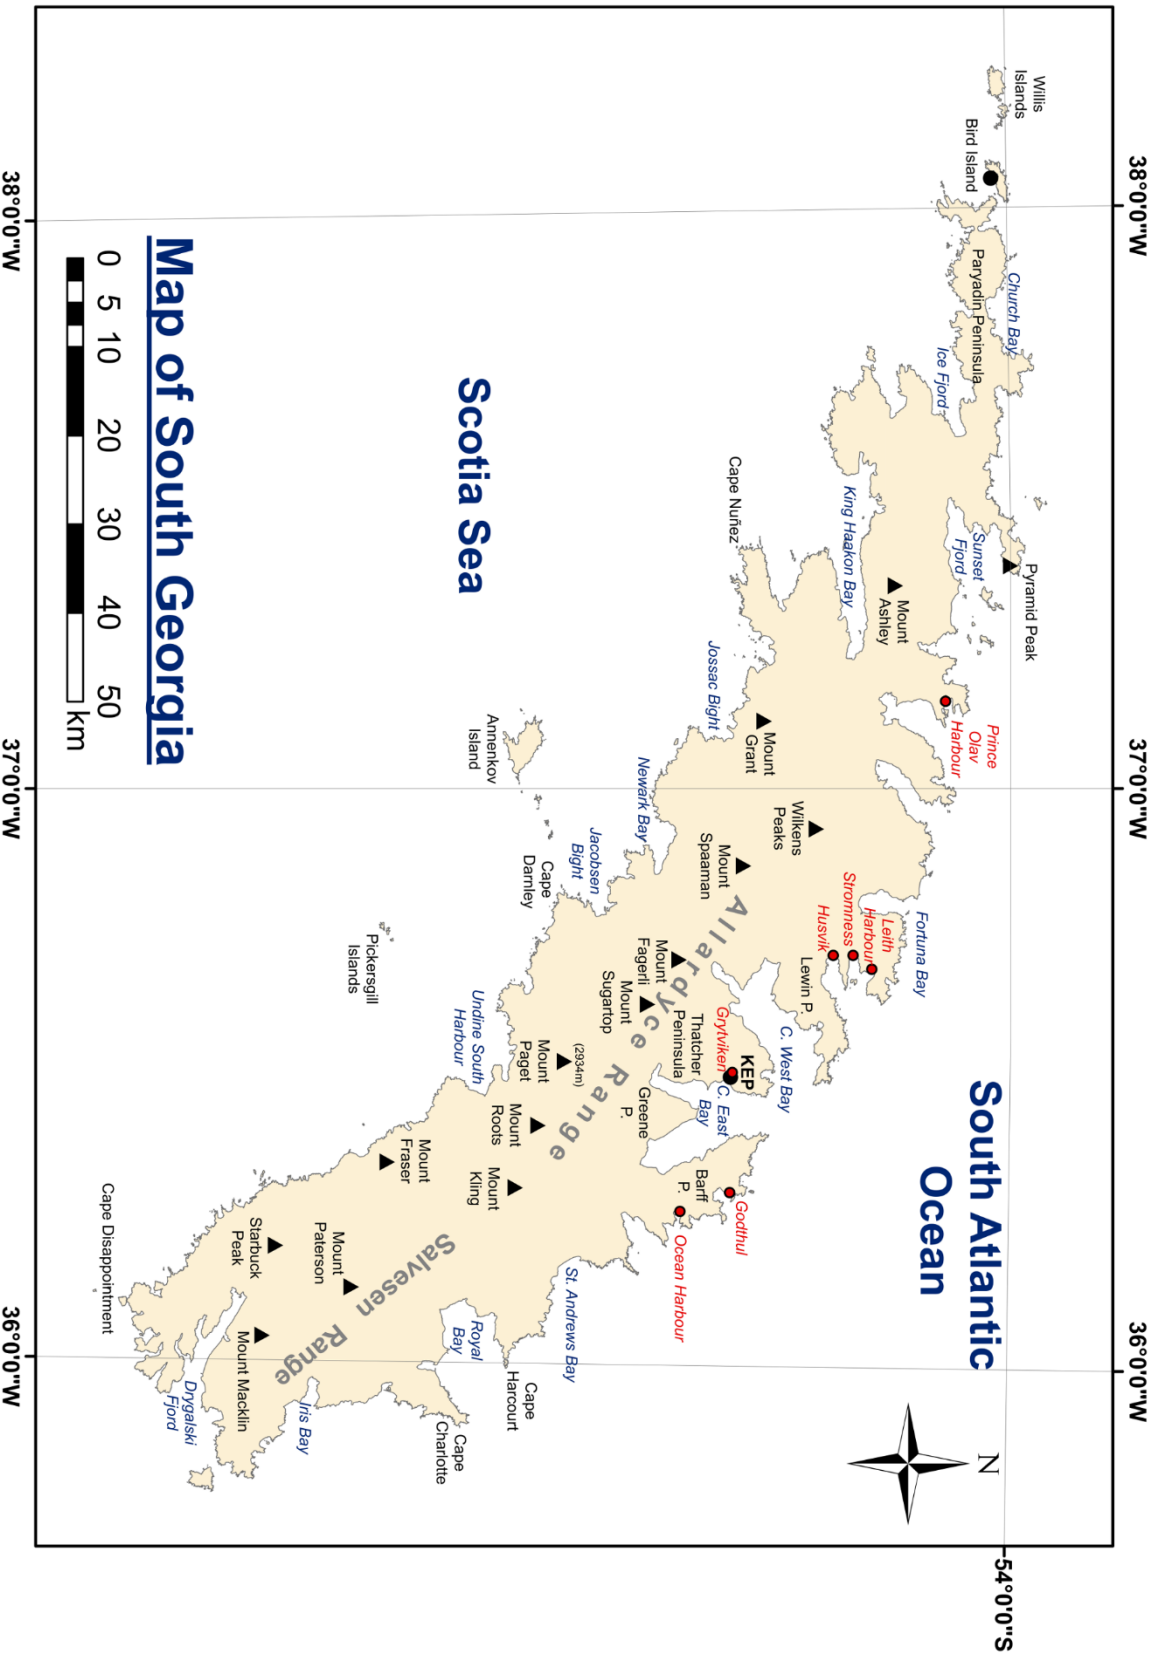 38°0'0"W
37°0'0"W
36°0'0"W
54°0'0"S
Willis
Islands
Bird Island
Church Bay
Paryadin Peninsula
Ice Fjord
Sunset
Fjord
Pyramid Peak
Mount
Ashley
King Haakon Bay
Cape Nuñez
Prince
Olav
Harbour
Jossac Bight
Mount
Grant
Wilkens
Peaks
Mount
Spaaman
Newark Bay
Annenkov
Island
Jacobsen
Bight
Cape
Darnley
Fortuna Bay
Leith
Harbour
Stromness
Husvik
Lewin P.
C. West Bay
Allardyce Range
Mount
Fagerli
Mount
Sugartop
Thatcher
Peninsula
Grytviken
KEP
C. East
Bay
Greene
P.
Barff
P.
Godthul
Ocean Harbour
Pickersgill
Islands
Undine South
Harbour
(2934m)
Mount
Paget
Mount
Roots
Mount
Kling
Mount
Fraser
St. Andrews Bay
Royal
Bay
Cape
Harcourt
Cape
Charlotte
Salvesen Range
Mount
Paterson
Starbuck
Peak
Mount Macklin
Iris Bay
Drygalski
Fjord
Cape Disappointment
South Atlantic
Ocean
Scotia Sea
N
Map of South Georgia
0 5 10 20 30 40 50
km
38°0'0"W
37°0'0"W
36°0'0"W